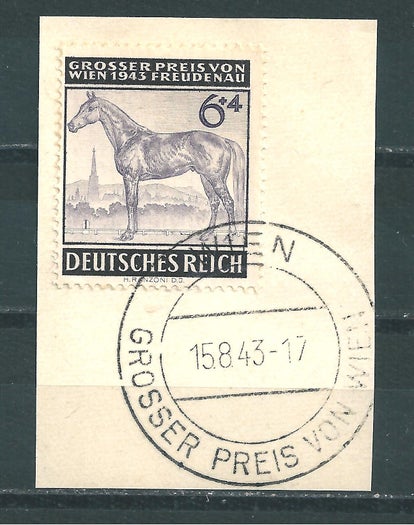 GROSSER PREIS VON
WIEN 1943 FREUDENAU
6+4
DEUTSCHES REICH
H. RANZONI D.J.
WIEN
15.8.43-17
GROSSER PREIS VON WIEN